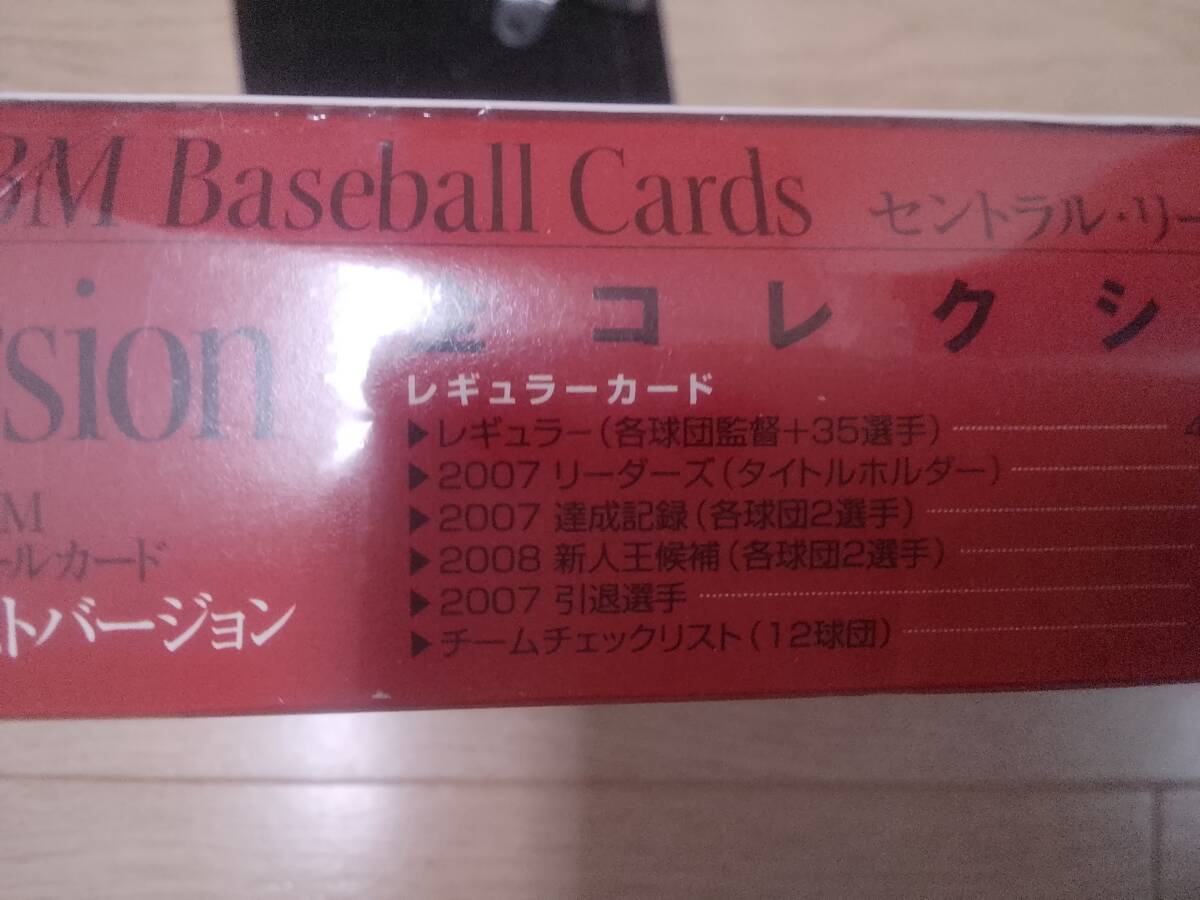 BM Baseball Cards セントラル・リー
rsion
コレクシ
レギュラーカード
▶レギュラー(各球団監督+35選手) 4
▶2007 リーダーズ(タイトルホルダー)
▶2007 達成記録(各球団2選手)
▶2008 新人王候補(各球団2選手)
▶2007 引退選手
▶チームチェックリスト(12球団)
M
ールカード
ストバージョン